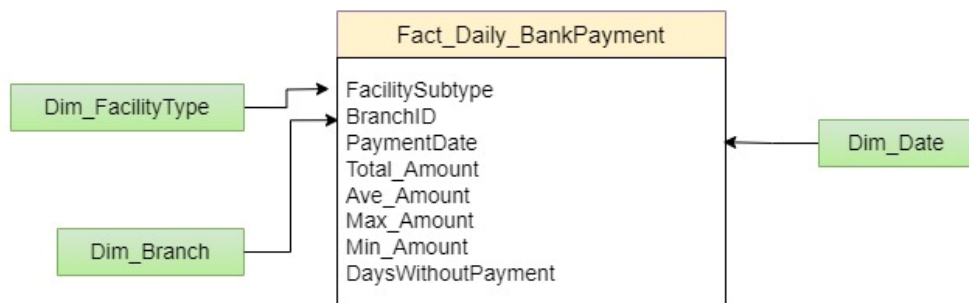 Fact_Daily_BankPayment
FacilitySubtype
BranchID
PaymentDate
Total_Amount
Ave_Amount
Max_Amount
Min_Amount
DaysWithoutPayment
Dim_FacilityType
Dim_Branch
Dim_Date